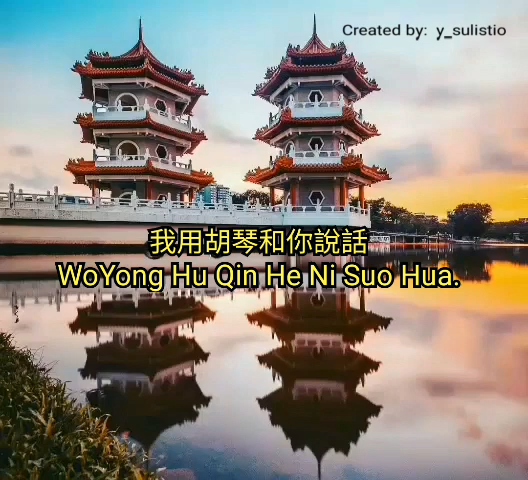 Created by: y_sulistio
我用胡琴和你說話
WoYong Hu Qin He Ni Suo Hua.